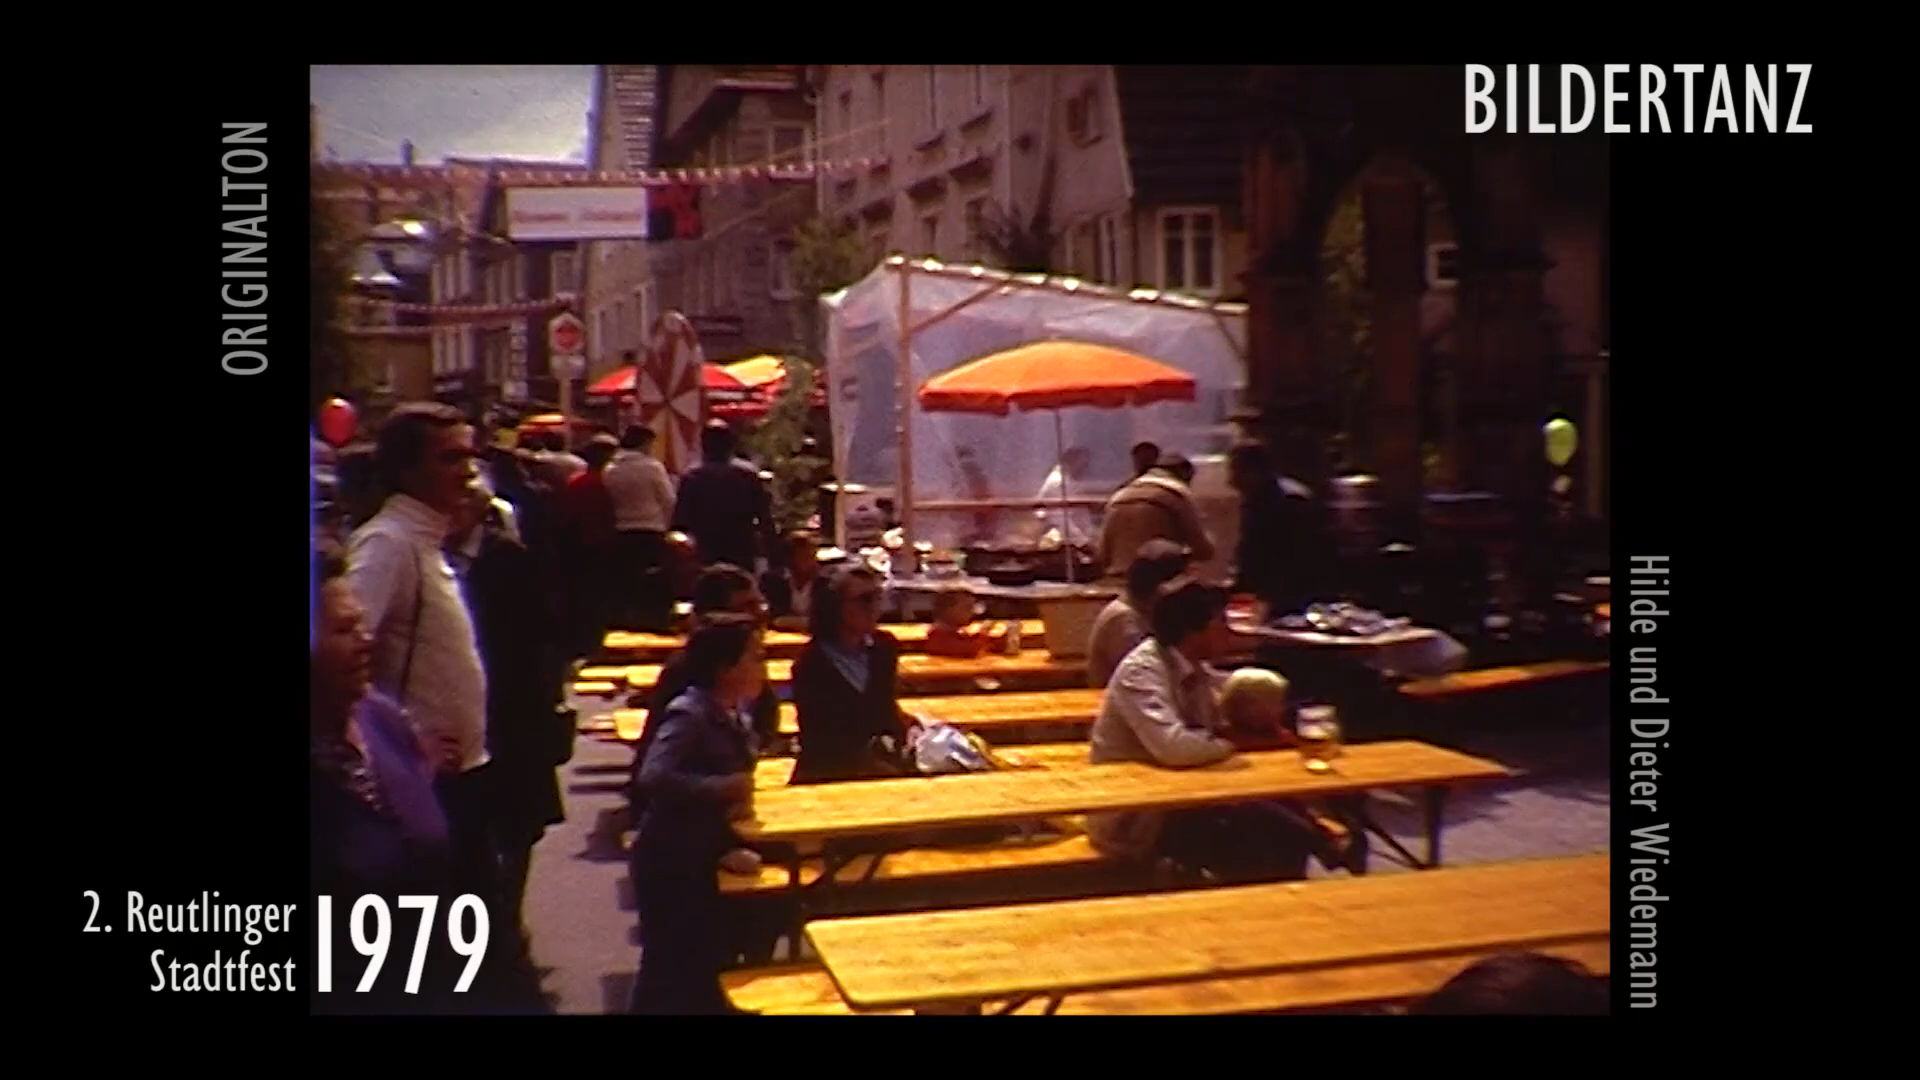 BILDERTANZ
ORIGINALTON
Hilde und Dieter Wiedemann
2. Reutlinger
Stadtfest
1979